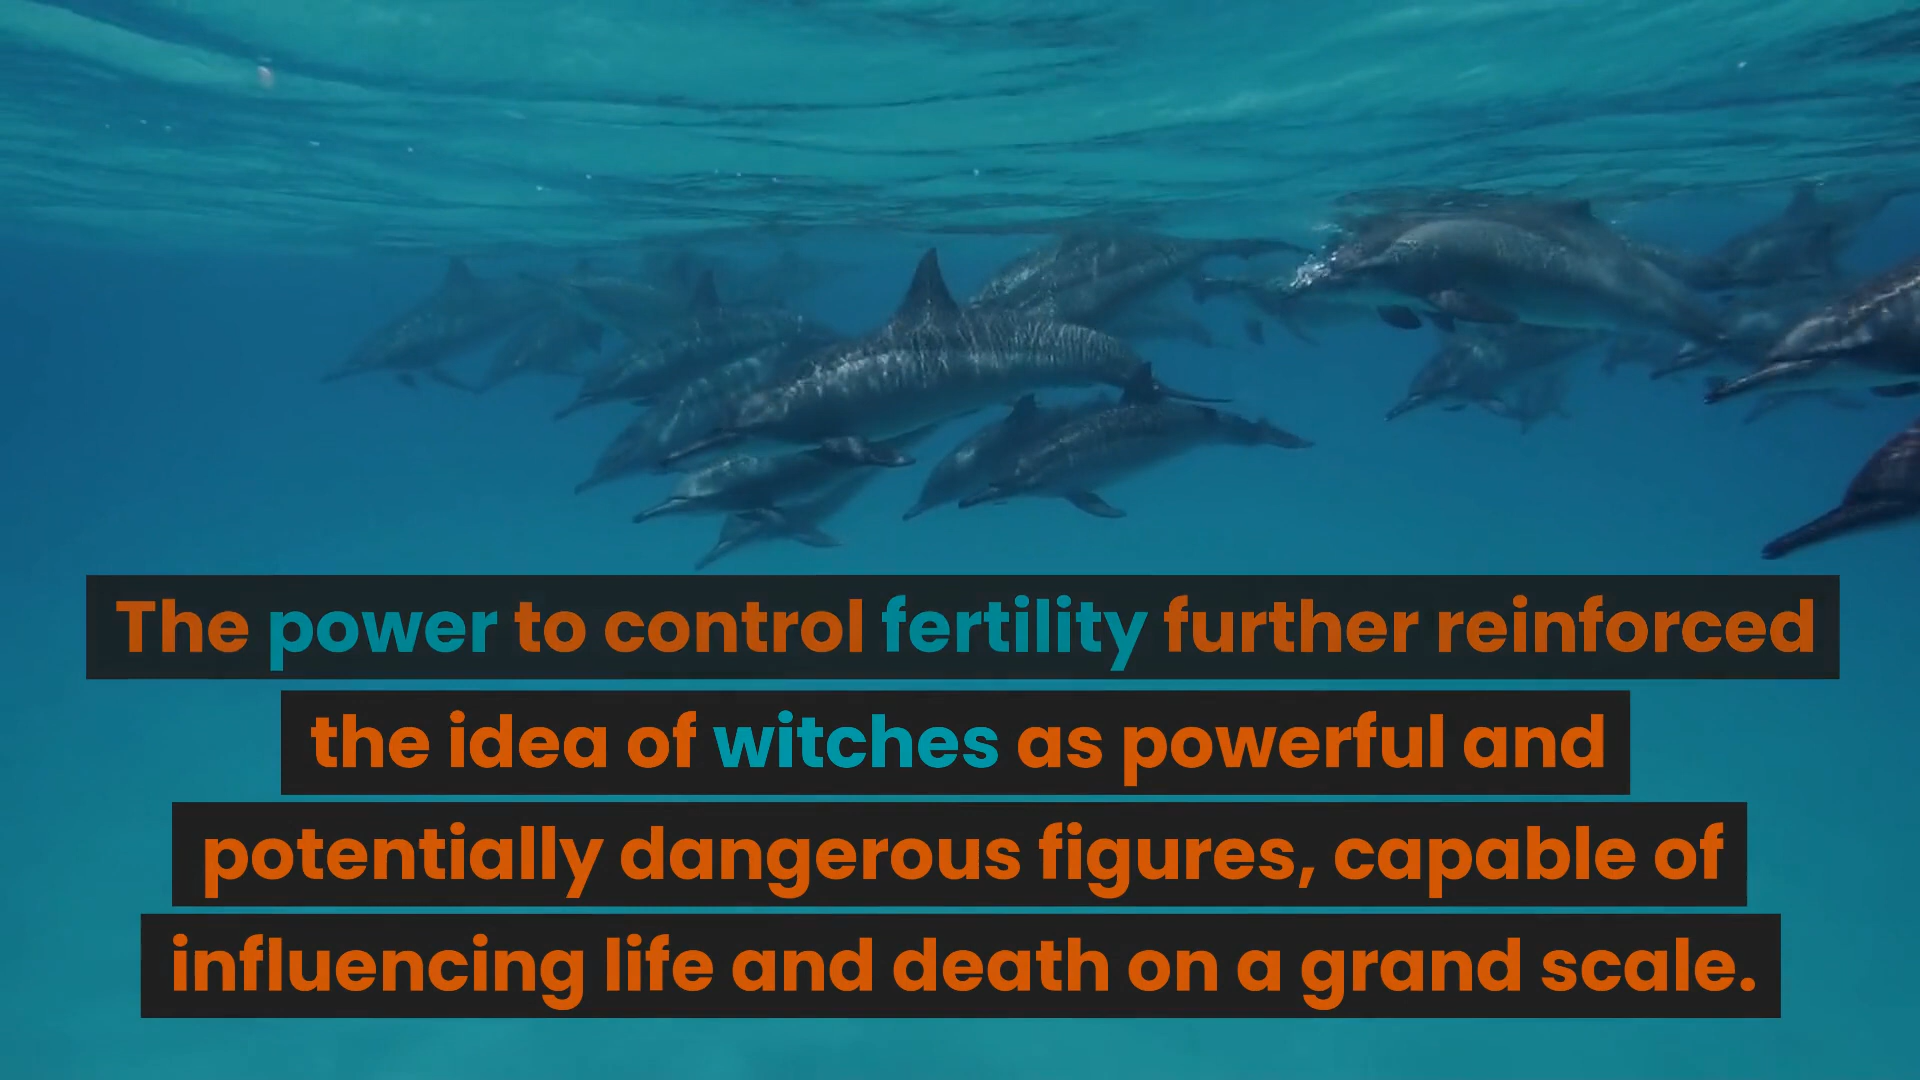 The power to control fertility further reinforced
the idea of witches as powerful and
potentially dangerous figures, capable of
influencing life and death on a grand scale.